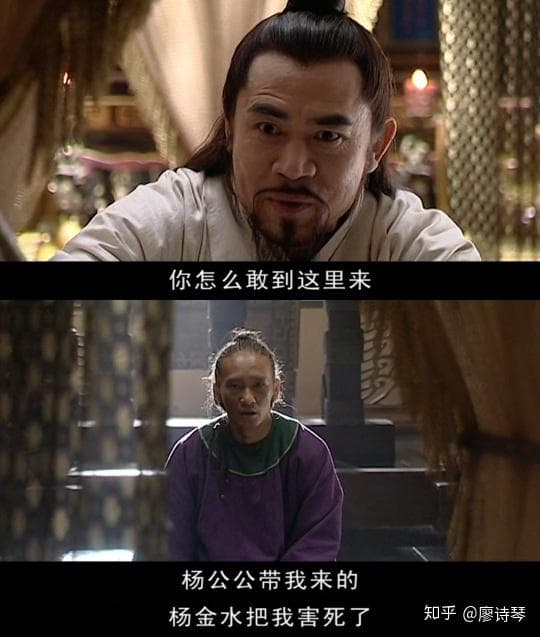 你怎么敢到这里来
杨公公带我来的
杨金水把我害死了
知乎 @廖诗琴